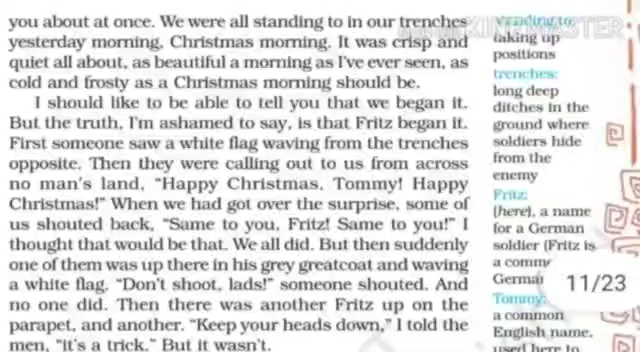 you about at once. We were all standing to in our trenches
yesterday morning, Christmas morning. It was crisp and
quiet all about, as beautiful a morning as I've ever seen, as
cold and frosty as a Christmas morning should be.
I should like to be able to tell you that we began it.
But the truth, I'm ashamed to say, is that Fritz began it.
First someone saw a white flag waving from the trenches
opposite. Then they were calling out to us from across
no man's land, "Happy Christmas, Tommy! Happy
Christmas!" When we had got over the surprise, some of
us shouted back, "Same to you, Fritz! Same to you!" I
thought that would be that. We all did. But then suddenly
one of them was up there in his grey greatcoat and waving
a white flag. "Don't shoot, lads!" someone shouted. And
no one did. Then there was another Fritz up on the
parapet, and another. "Keep your heads down," I told the
men, "it's a trick." But it wasn't.
taking up
positions
trenches:
long deep
ditches in the
ground where
soldiers hide
from the
enemy
Fritz:
(here), a name
for a German
soldier (Fritz is
a comm
German
Tommy:
a common
English name,
used here to
11/23
MASTER